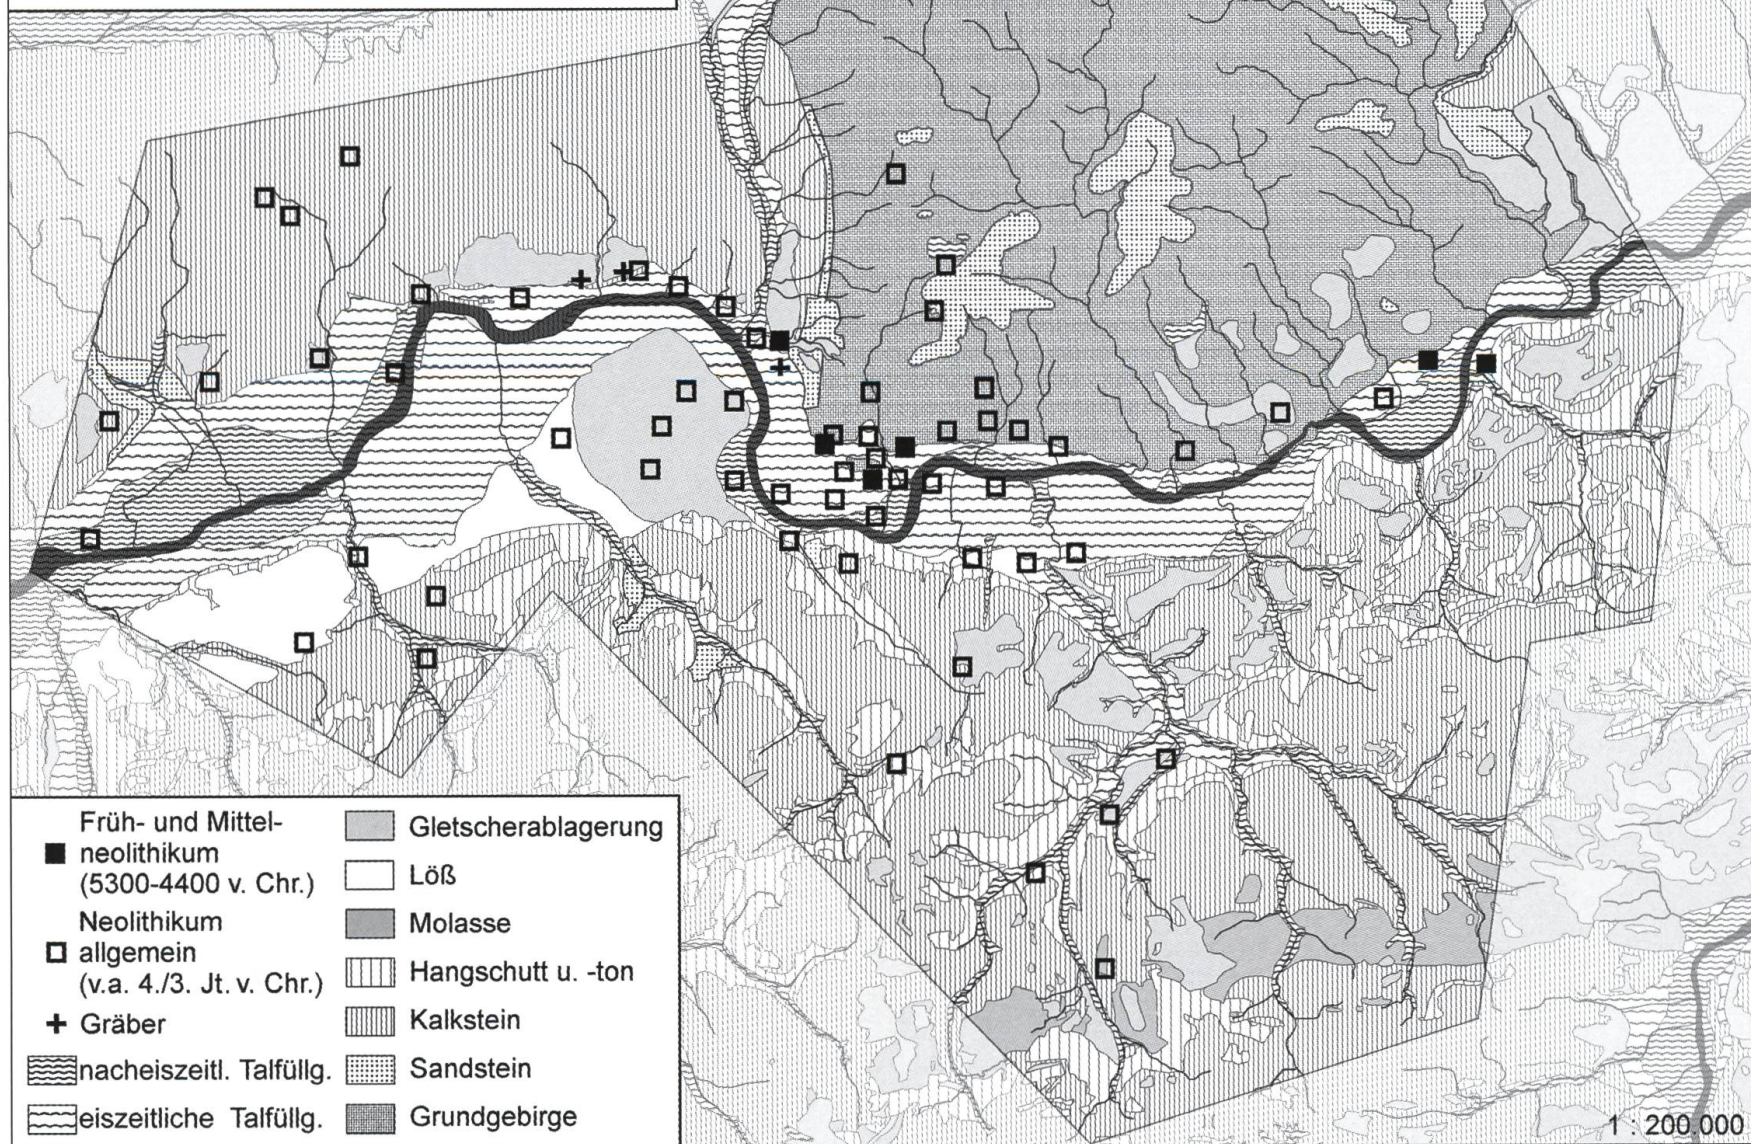 Früh- und Mittel-
neolithikum
(5300-4400 v. Chr.)
Neolithikum
allgemein
(v.a. 4./3. Jt. v. Chr.)
Gräber
nacheiszeitl. Talfüllg.
eiszeitliche Talfüllg.
Gletscherablagerung
Löß
Molasse
Hangschutt u. -ton
Kalkstein
Sandstein
Grundgebirge
1 : 200.000